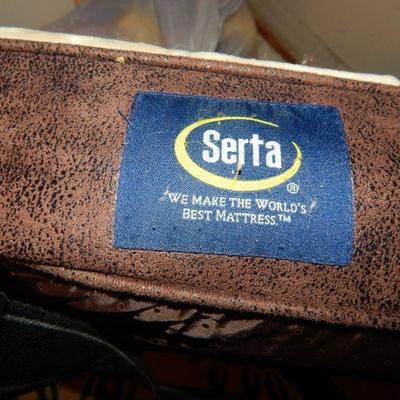 Serta
®
WE MAKE THE WORLD'S
BEST MATTRESS.™